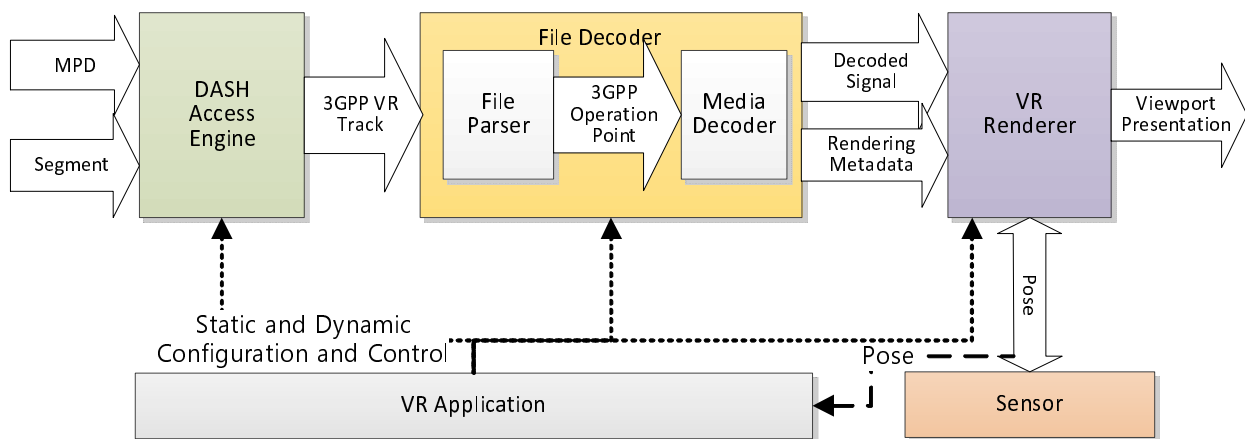 MPD
Segment
DASH
Access
Engine
3GPP VR
Track
File Decoder
File
Parser
3GPP
Operation
Point
Media
Decoder
Decoded
Signal
Rendering
Metadata
VR
Renderer
Viewport
Presentation
Static and Dynamic
Configuration and Control
Pose
Pose
VR Application
Sensor